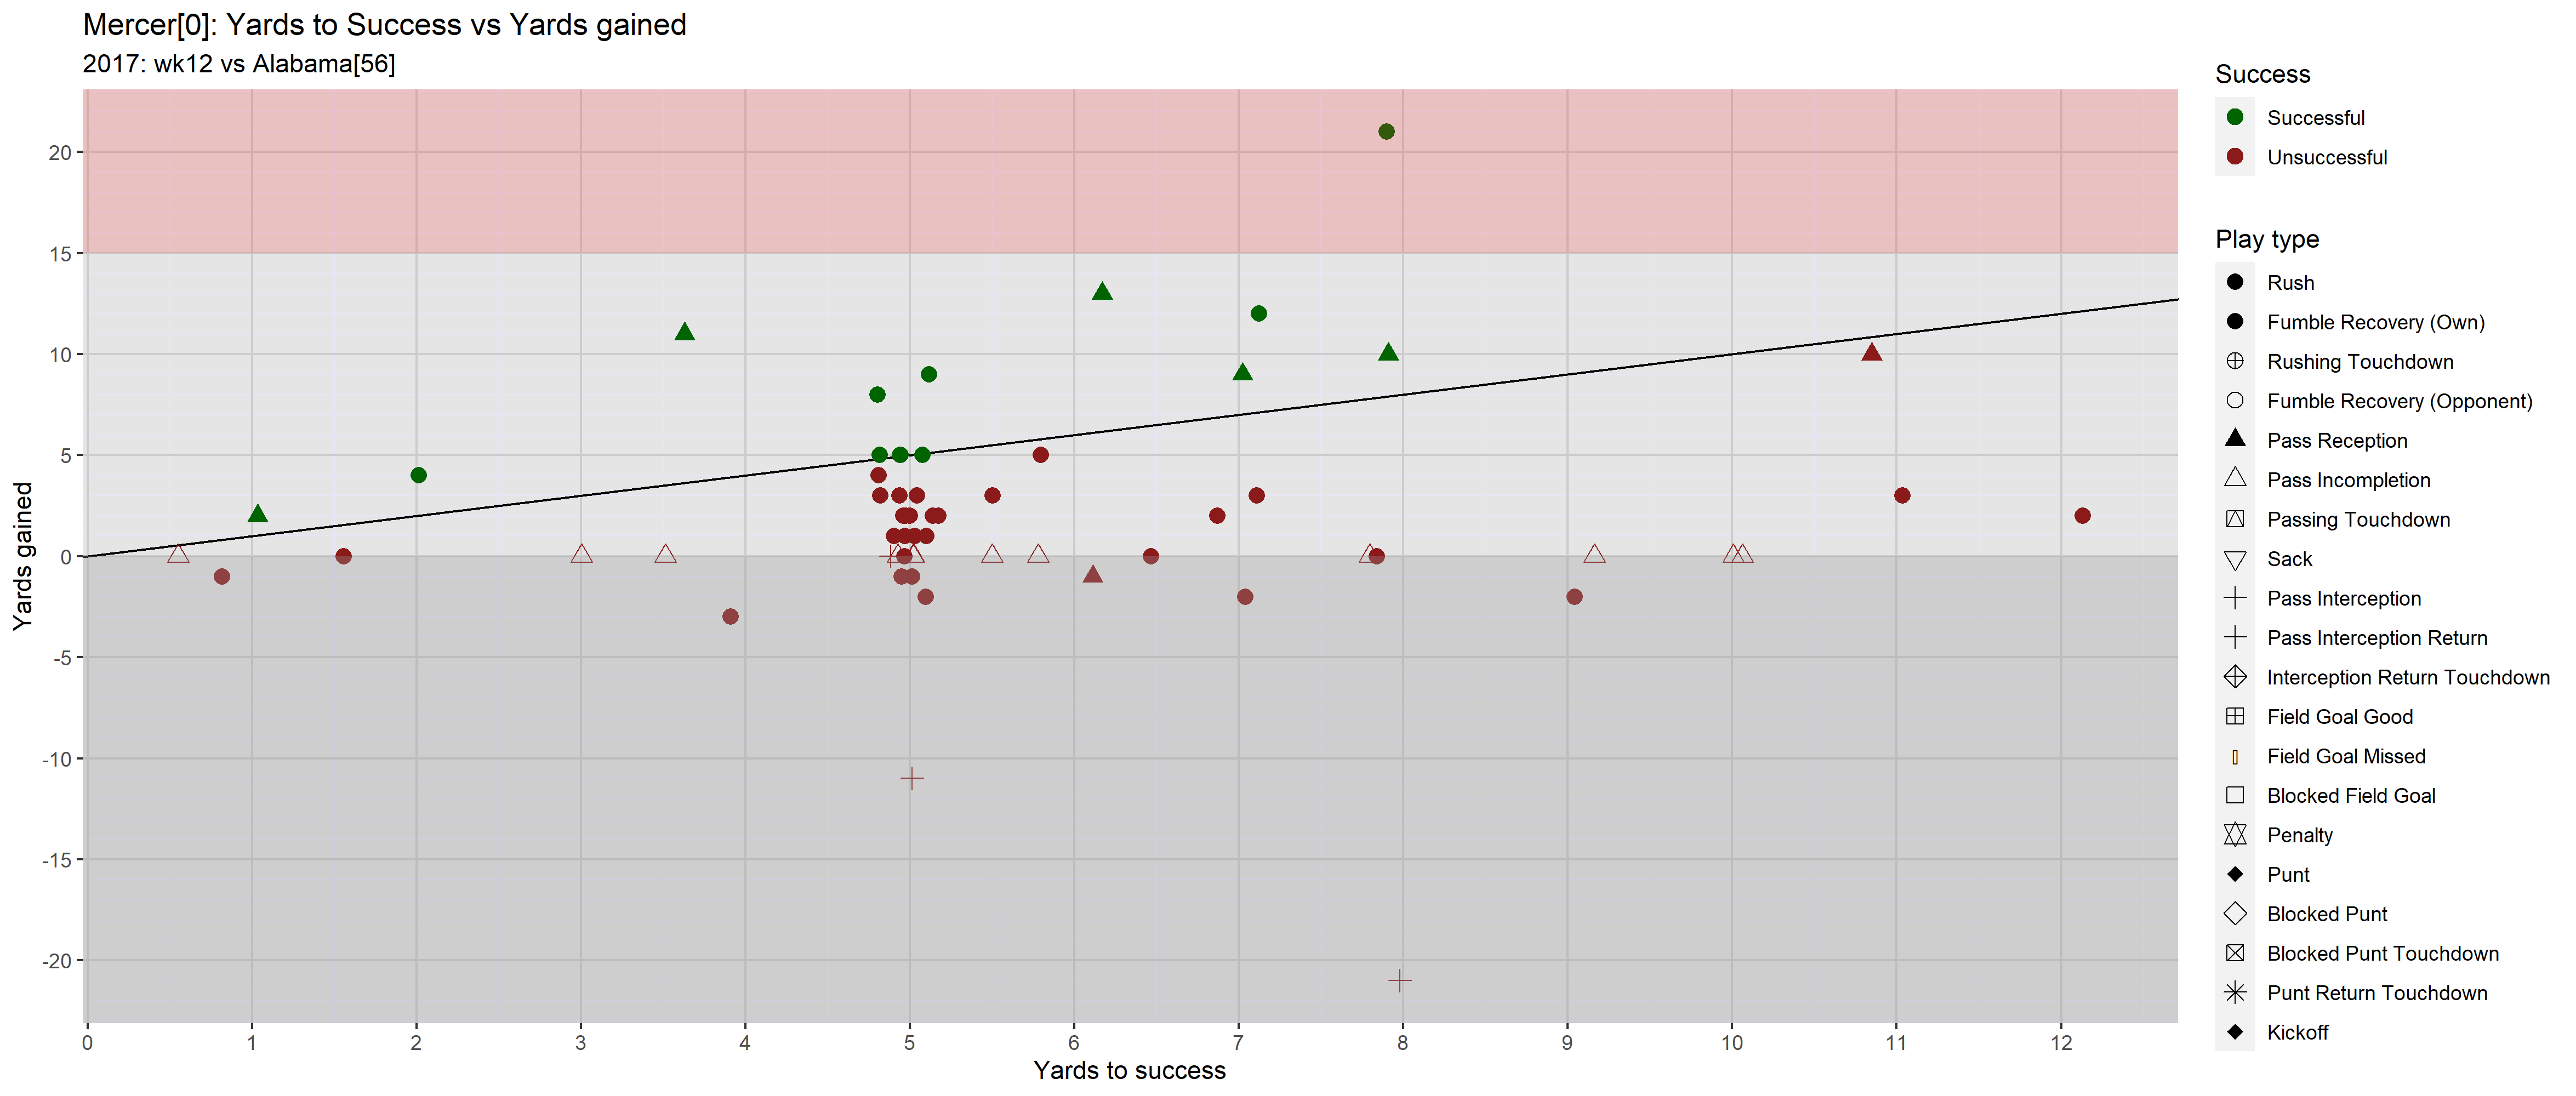 Mercer[0]: Yards to Success vs Yards gained
2017: wk12 vs Alabama[56]
Yards gained
20
15
10
5
0
-5
-10
-15
-20
0 1 2 3 4 5 6 7 8 9 10 11 12
Yards to success
Success
Successful
Unsuccessful
Play type
Rush
Fumble Recovery (Own)
Rushing Touchdown
Fumble Recovery (Opponent)
Pass Reception
Pass Incompletion
Passing Touchdown
Sack
Pass Interception
Pass Interception Return
Interception Return Touchdown
Field Goal Good
Field Goal Missed
Blocked Field Goal
Penalty
Punt
Blocked Punt
Blocked Punt Touchdown
Punt Return Touchdown
Kickoff